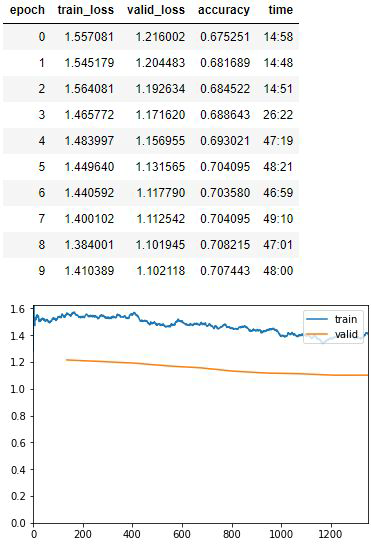 epoch train_loss valid_loss accuracy time
0 1.557081 1.216002 0.675251 14:58
1 1.545179 1.204483 0.681689 14:48
2 1.564081 1.192634 0.684522 14:51
3 1.465772 1.171620 0.688643 26:22
4 1.483997 1.156955 0.693021 47:19
5 1.449640 1.131565 0.704095 48:21
6 1.440592 1.117790 0.703580 46:59
7 1.400102 1.112542 0.704095 49:10
8 1.384001 1.101945 0.708215 47:01
9 1.410389 1.102118 0.707443 48:00
1.6
train
valid
1.4
1.2
1.0
0.8
0.6
0.4
0.2
0.0
0 200 400 600 800 1000 1200